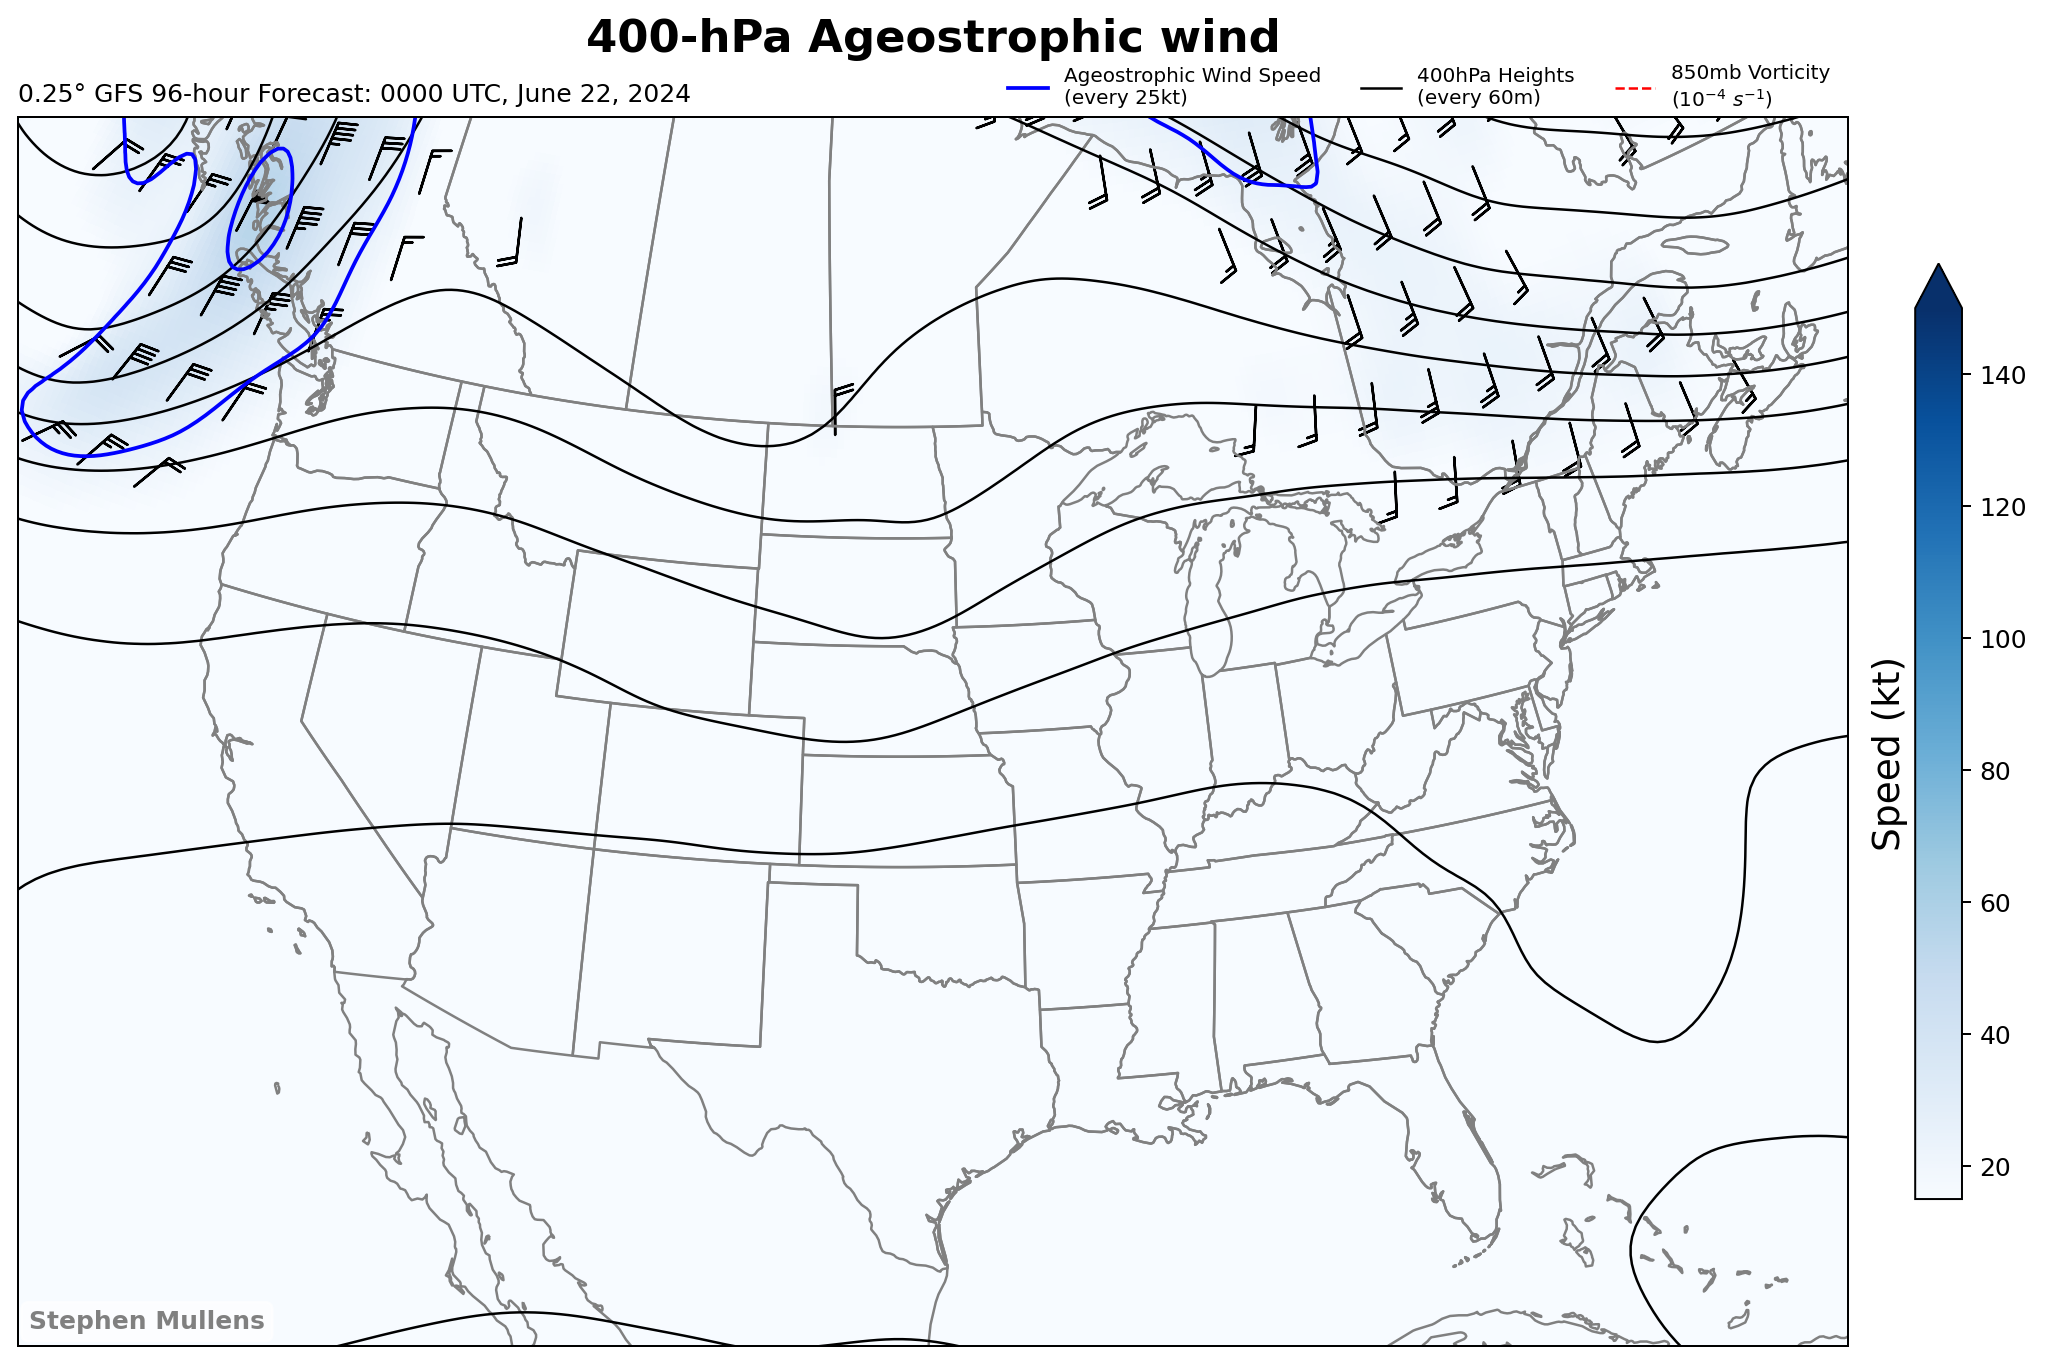 400-hPa Ageostrophic wind
0.25° GFS 96-hour Forecast: 0000 UTC, June 22, 2024
Ageostrophic Wind Speed
(every 25kt)
400hPa Heights
(every 60m)
850mb Vorticity
(10⁻⁴ s⁻¹)
140
120
100
80
60
40
20
Speed (kt)
Stephen Mullens